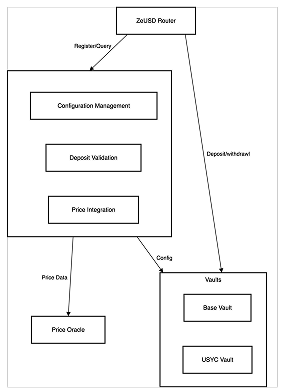 ZeUSD Router
Register/Query
Configuration Management
Deposit Validation
Deposit/withdrawl
Price Integration
Config
Price Data
Vaults
Base Vault
Price Oracle
USYC Vault